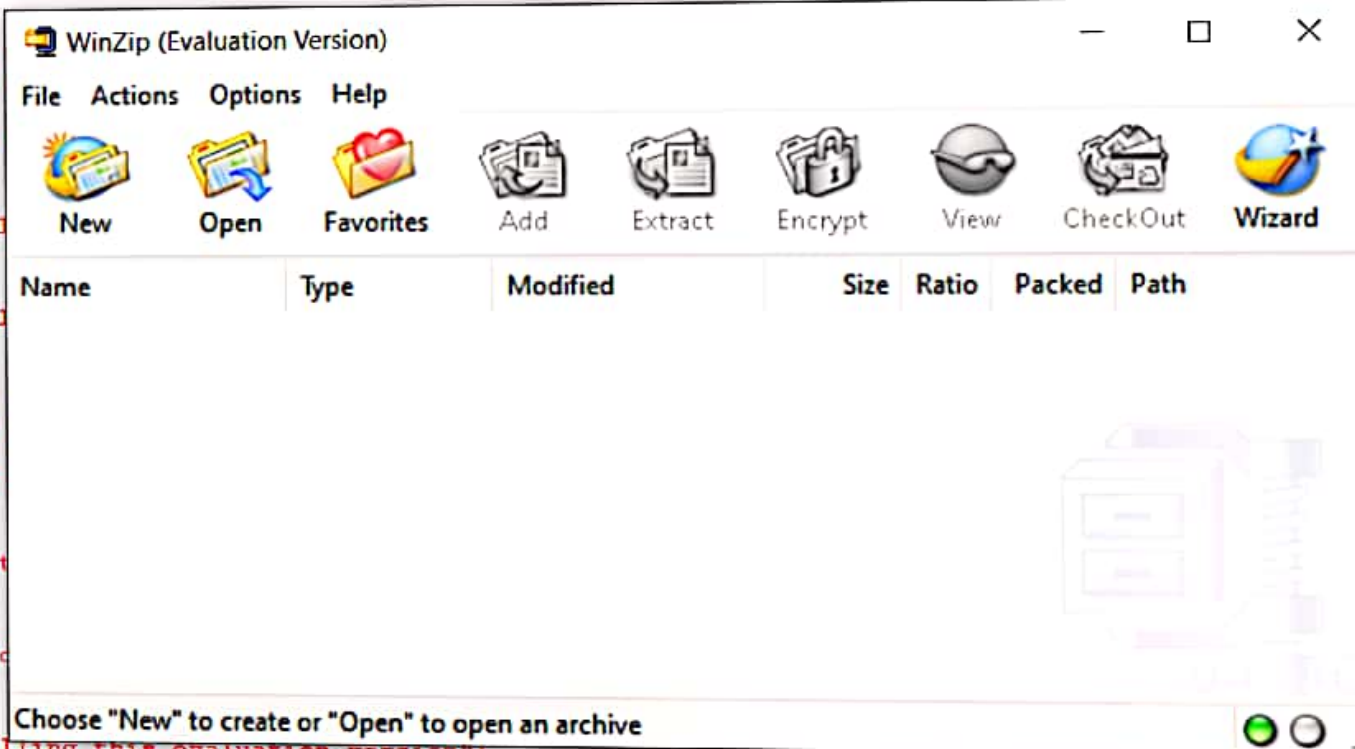 WinZip (Evaluation Version)
File Actions Options Help
New Open Favorites Add Extract Encrypt View CheckOut Wizard
Name Type Modified Size Ratio Packed Path
Choose "New" to create or "Open" to open an archive